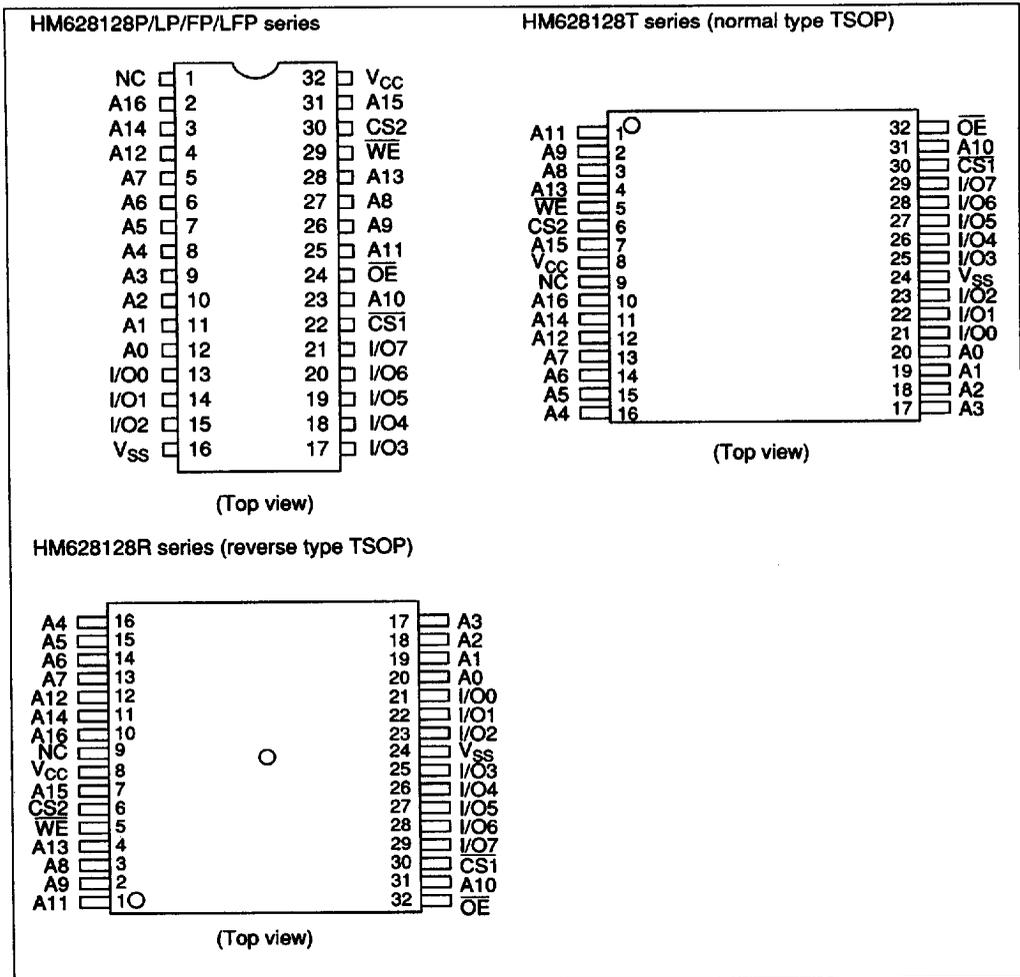 HM628128P/LP/FP/LFP series
NC 1 32 VCC
A16 2 31 A15
A14 3 30 CS2
A12 4 29 W̅E̅
A7 5 28 A13
A6 6 27 A8
A5 7 26 A9
A4 8 25 A11
A3 9 24 O̅E̅
A2 10 23 A10
A1 11 22 C̅S̅1̅
A0 12 21 I/O7
I/O0 13 20 I/O6
I/O1 14 19 I/O5
I/O2 15 18 I/O4
VSS 16 17 I/O3
(Top view)
HM628128T series (normal type TSOP)
A11 1 32 O̅E̅
A9 2 31 A10
A8 3 30 C̅S̅1̅
A13 4 29 I/O7
W̅E̅ 5 28 I/O6
CS2 6 27 I/O5
A15 7 26 I/O4
VCC 8 25 I/O3
NC 9 24 VSS
A16 10 23 I/O2
A14 11 22 I/O1
A12 12 21 I/O0
A7 13 20 A0
A6 14 19 A1
A5 15 18 A2
A4 16 17 A3
(Top view)
HM628128R series (reverse type TSOP)
A4 16 17 A3
A5 15 18 A2
A6 14 19 A1
A7 13 20 A0
A12 12 21 I/O0
A14 11 22 I/O1
A16 10 23 I/O2
NC 9 24 VSS
VCC 8 25 I/O3
A15 7 26 I/O4
CS2 6 27 I/O5
W̅E̅ 5 28 I/O6
A13 4 29 I/O7
A8 3 30 C̅S̅1̅
A9 2 31 A10
A11 1 32 O̅E̅
(Top view)